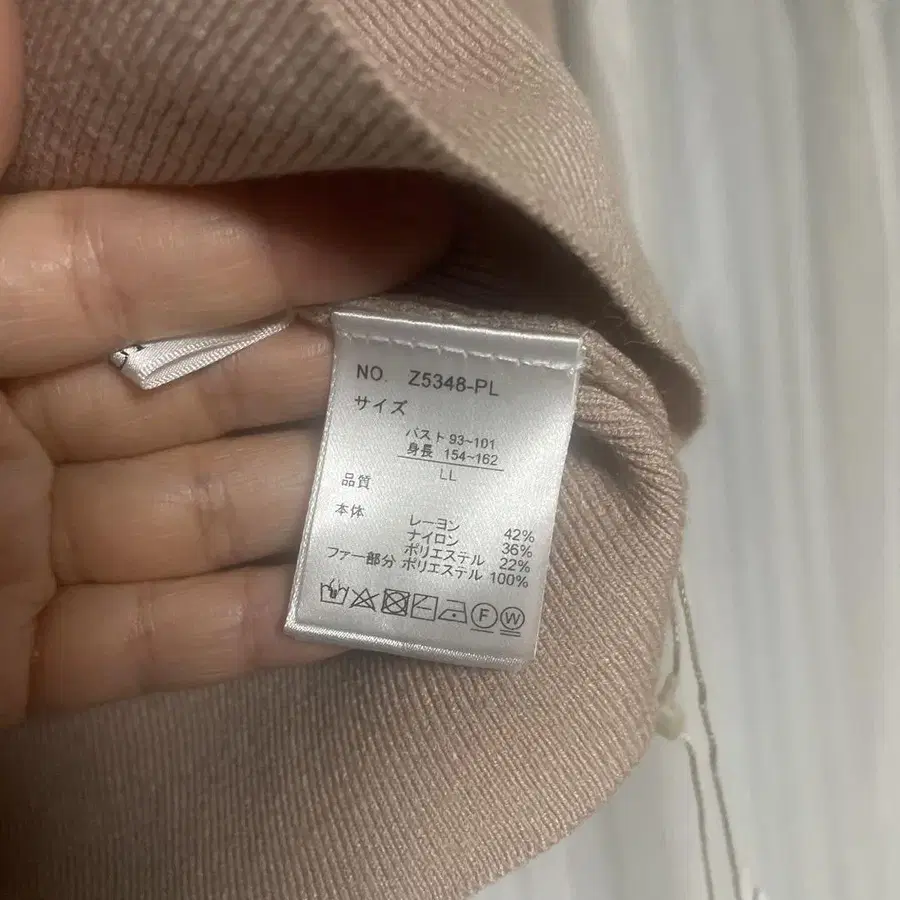 NO. Z5348-PL
サイズ
バスト 93~101
身長 154~162
LL
品質
本体
レーヨン 42%
ナイロン 36%
ポリエステル 22%
ファー部分 ポリエステル 100%
F W